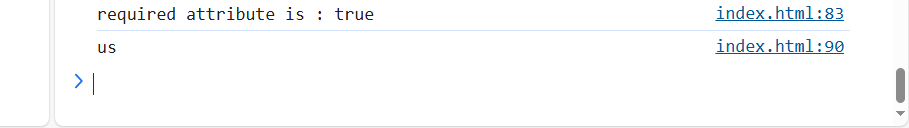 required attribute is : true index.html:83
us index.html:90